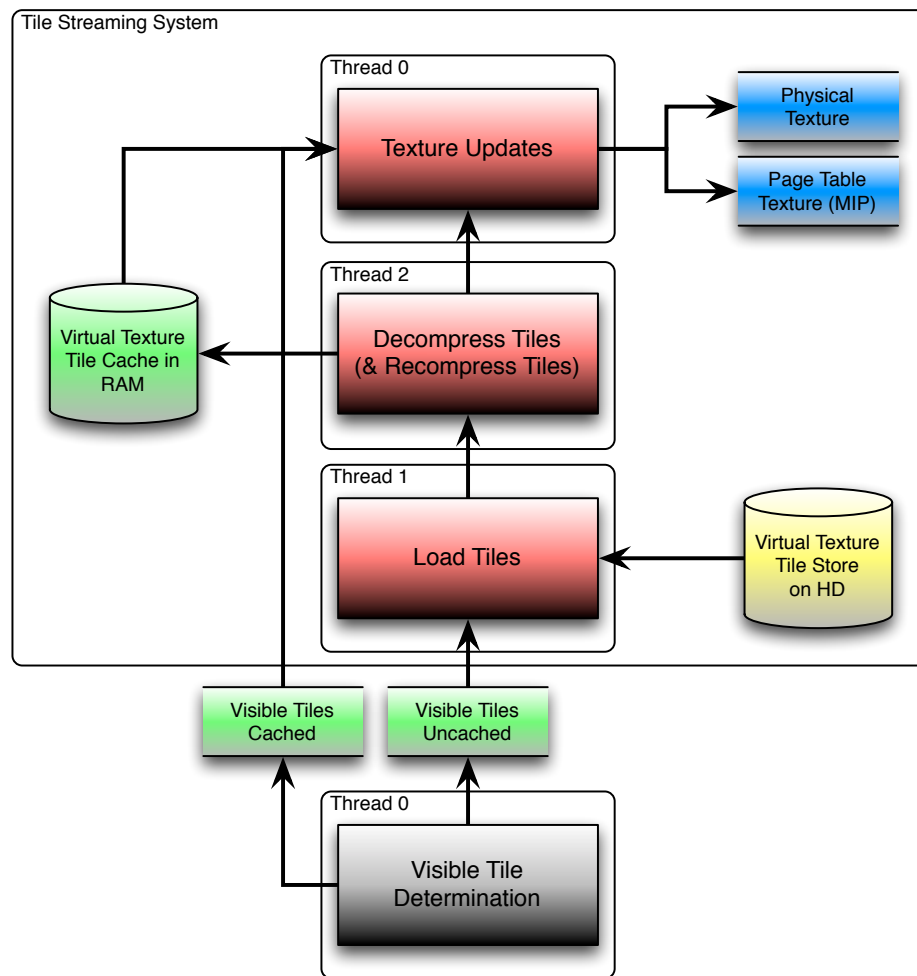 Tile Streaming System
Thread 0
Texture Updates
Physical
Texture
Page Table
Texture (MIP)
Thread 2
Decompress Tiles
(& Recompress Tiles)
Virtual Texture
Tile Cache in
RAM
Thread 1
Load Tiles
Virtual Texture
Tile Store
on HD
Visible Tiles
Cached
Visible Tiles
Uncached
Thread 0
Visible Tile
Determination